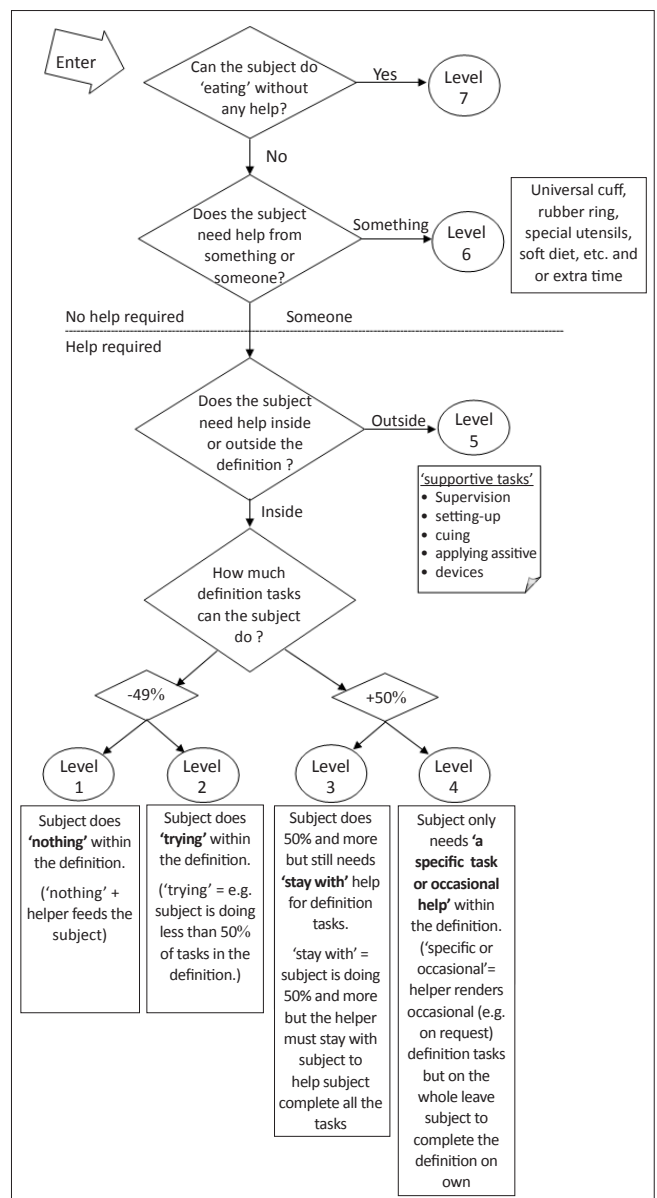 Enter
Can the subject do
‘eating’ without
any help?
Yes
Level
7
No
Does the subject
need help from
something or
someone?
Something
Level
6
Universal cuff,
rubber ring,
special utensils,
soft diet, etc. and
or extra time
No help required
Someone
Help required
Does the subject
need help inside
or outside the
definition ?
Outside
Level
5
‘supportive tasks’
• Supervision
• setting-up
• cuing
• applying assitive
• devices
Inside
How much
definition tasks
can the subject
do ?
-49%
+50%
Level
1
Subject does
‘nothing’ within
the definition.
(‘nothing’ +
helper feeds the
subject)
Level
2
Subject does
‘trying’ within
the definition.
(‘trying’ = e.g.
subject is doing
less than 50%
of tasks in the
definition.)
Level
3
Subject does
50% and more
but still needs
‘stay with’ help
for definition
tasks.
‘stay with’ =
subject is doing
50% and more
but the helper
must stay with
subject to
help subject
complete all the
tasks
Level
4
Subject only
needs ‘a
specific task
or occasional
help’ within
the definition.
(‘specific or
occasional’=
helper renders
occasional (e.g.
on request)
definition tasks
but on the
whole leave
subject to
complete the
definition on
own